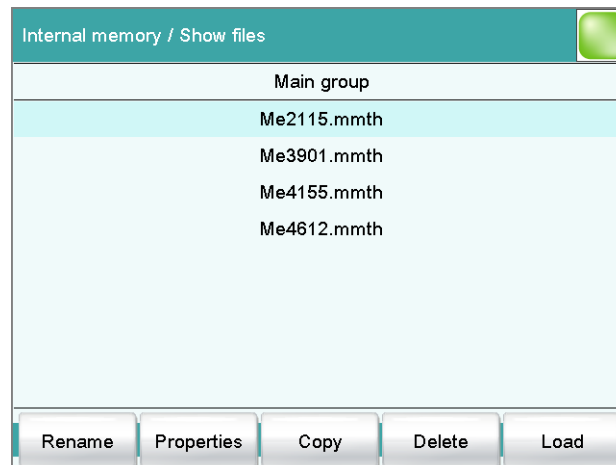 Internal memory / Show files
Main group
Me2115.mmth
Me3901.mmth
Me4155.mmth
Me4612.mmth
Rename Properties Copy Delete Load